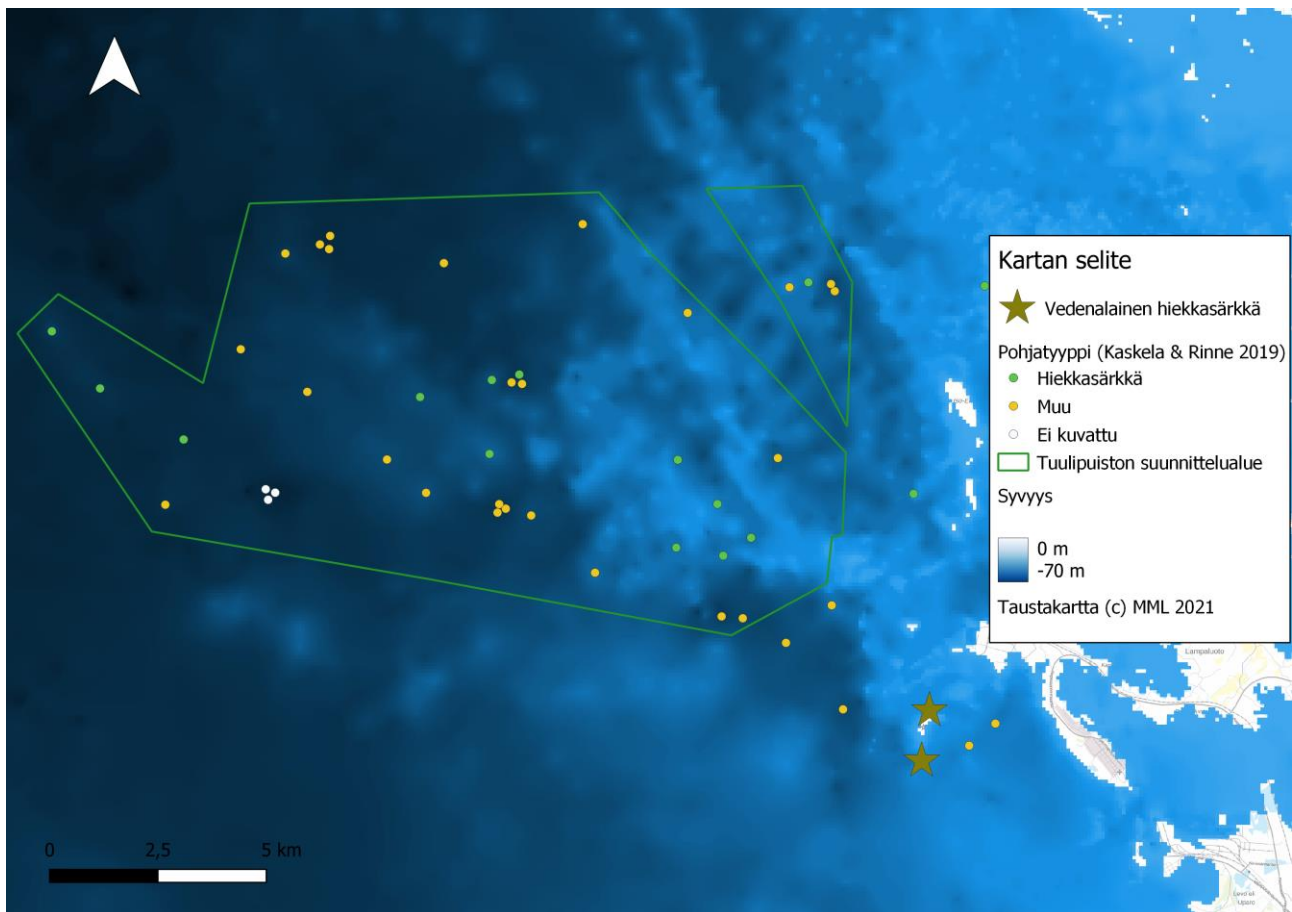 Kartan selite
Vedenalainen hiekkasärkkä
Pohjatyyppi (Kaskela & Rinne 2019)
Hiekkasärkkä
Muu
Ei kuvattu
Tuulipuiston suunnittelualue
Syvyys
0 m
-70 m
Taustakartta (c) MML 2021
Lampaluoto
0 2,5 5 km